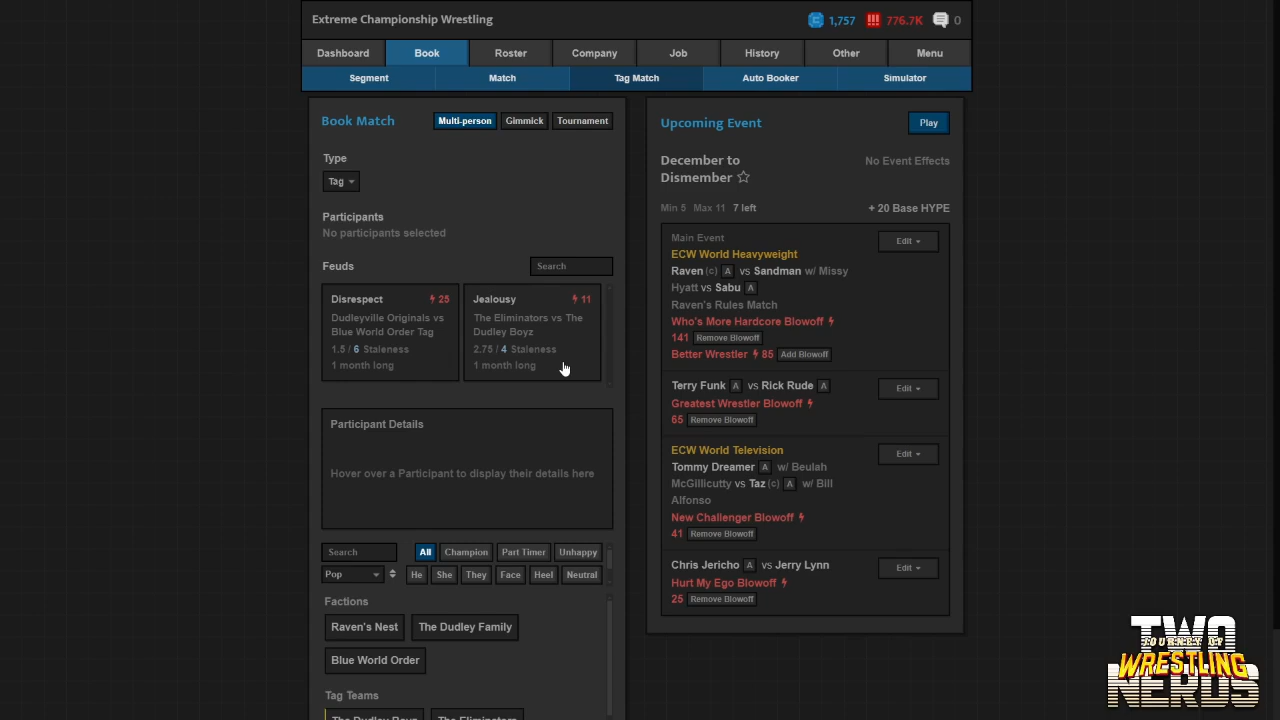 Extreme Championship Wrestling
1,757
776.7K
0
Dashboard
Book
Roster
Company
Job
History
Other
Menu
Segment
Match
Tag Match
Auto Booker
Simulator
Book Match
Multi-person
Gimmick
Tournament
Type
Tag
Participants
No participants selected
Feuds
Search
Disrespect
25
Dudleyville Originals vs
Blue World Order Tag
1.5 / 6 Staleness
1 month long
Jealousy
11
The Eliminators vs The
Dudley Boyz
2.75 / 4 Staleness
1 month long
Participant Details
Hover over a Participant to display their details here
Search
All
Champion
Part Timer
Unhappy
Pop
He
She
They
Face
Heel
Neutral
Factions
Raven's Nest
The Dudley Family
Blue World Order
Tag Teams
The Dudley Boyz
The Eliminators
Upcoming Event
Play
December to
Dismember
No Event Effects
Min 5 Max 11 7 left
+ 20 Base HYPE
Main Event
Edit
ECW World Heavyweight
Raven (c) A vs Sandman w/ Missy
Hyatt vs Sabu A
Raven's Rules Match
Who's More Hardcore Blowoff
141 Remove Blowoff
Better Wrestler 85 Add Blowoff
Terry Funk A vs Rick Rude A
Edit
Greatest Wrestler Blowoff
65 Remove Blowoff
ECW World Television
Edit
Tommy Dreamer A w/ Beulah
McGillicutty vs Taz (c) A w/ Bill
Alfonso
New Challenger Blowoff
41 Remove Blowoff
Chris Jericho A vs Jerry Lynn
Edit
Hurt My Ego Blowoff
25 Remove Blowoff
TWO
JOURNEY OF
WRESTLING
NERDS